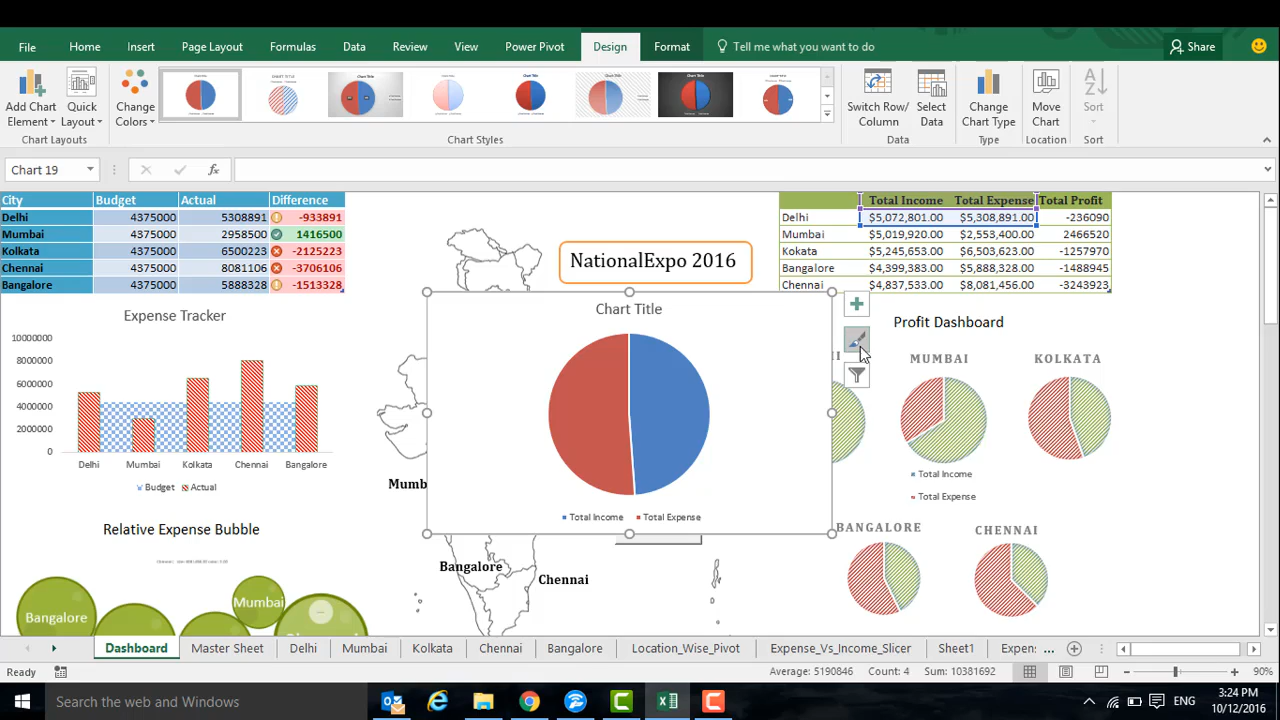 File Home Insert Page Layout Formulas Data Review View Power Pivot Design Format Tell me what you want to do Share
Add Chart Element Quick Layout Change Colors Switch Row/ Column Select Data Change Chart Type Move Chart Sort
Chart Layouts Chart Styles Data Type Location Sort
Chart 19 fx
City Budget Actual Difference
Delhi 4375000 5308891 -933891
Mumbai 4375000 2958500 1416500
Kolkata 4375000 6500223 -2125223
Chennai 4375000 8081106 -3706106
Bangalore 4375000 5888328 -1513328
NationalExpo 2016
Total Income Total Expense Total Profit
Delhi $5,072,801.00 $5,308,891.00 -236090
Mumbai $5,019,920.00 $2,553,400.00 2466520
Kokata $5,245,653.00 $6,503,623.00 -1257970
Bangalore $4,399,383.00 $5,888,328.00 -1488945
Chennai $4,837,533.00 $8,081,456.00 -3243923
Expense Tracker
10000000
8000000
6000000
4000000
2000000
0
Delhi Mumbai Kolkata Chennai Bangalore
Budget Actual
Relative Expense Bubble
Bangalore
Mumbai
Chart Title
Total Income Total Expense
Mumb
Bangalore
Chennai
Profit Dashboard
MUMBAI KOLKATA
Total Income
Total Expense
BANGALORE CHENNAI
Dashboard Master Sheet Delhi Mumbai Kolkata Chennai Bangalore Location_Wise_Pivot Expense_Vs_Income_Slicer Sheet1 Expen ...
Ready Average: 5190846 Count: 4 Sum: 10381692 90%
Search the web and Windows ENG 3:24 PM
10/12/2016